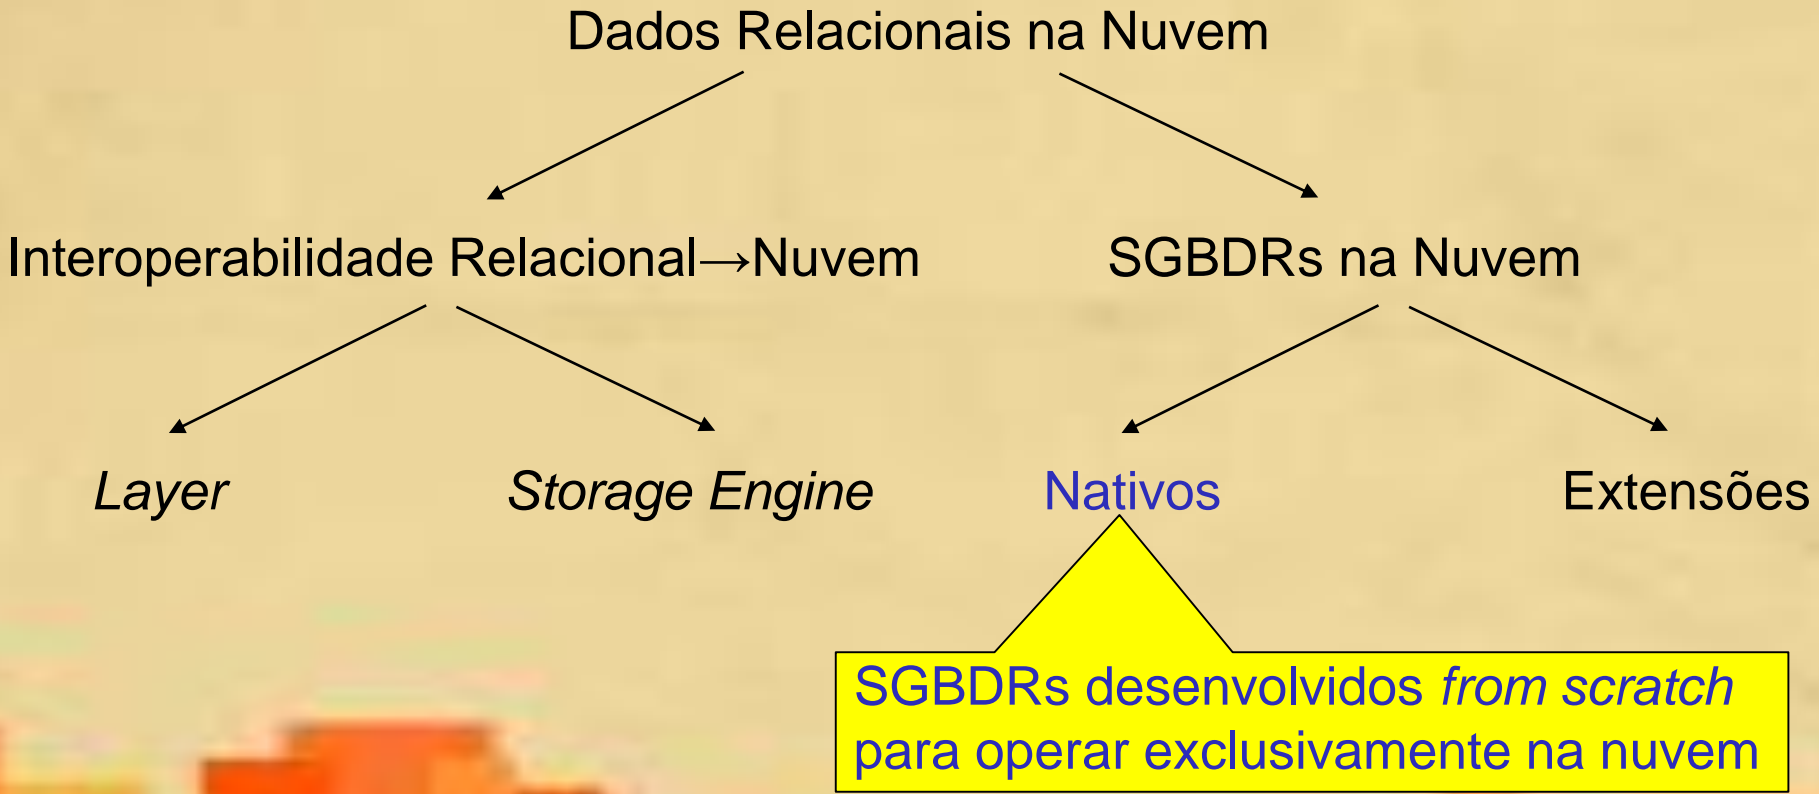 Dados Relacionais na Nuvem
Interoperabilidade Relacional→Nuvem
SGBDRs na Nuvem
Layer
Storage Engine
Nativos
Extensões
SGBDRs desenvolvidos from scratch
para operar exclusivamente na nuvem